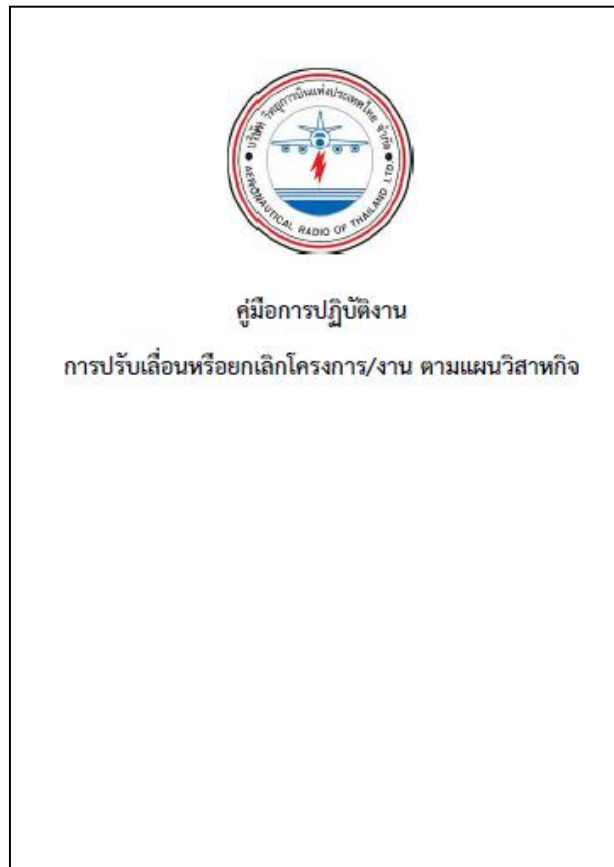 บริษัท วิทยุการบินแห่งประเทศไทย จำกัด
AERONAUTICAL RADIO OF THAILAND LTD.
คู่มือการปฏิบัติงาน
การปรับเลื่อนหรือยกเลิกโครงการ/งาน ตามแผนวิสาหกิจ